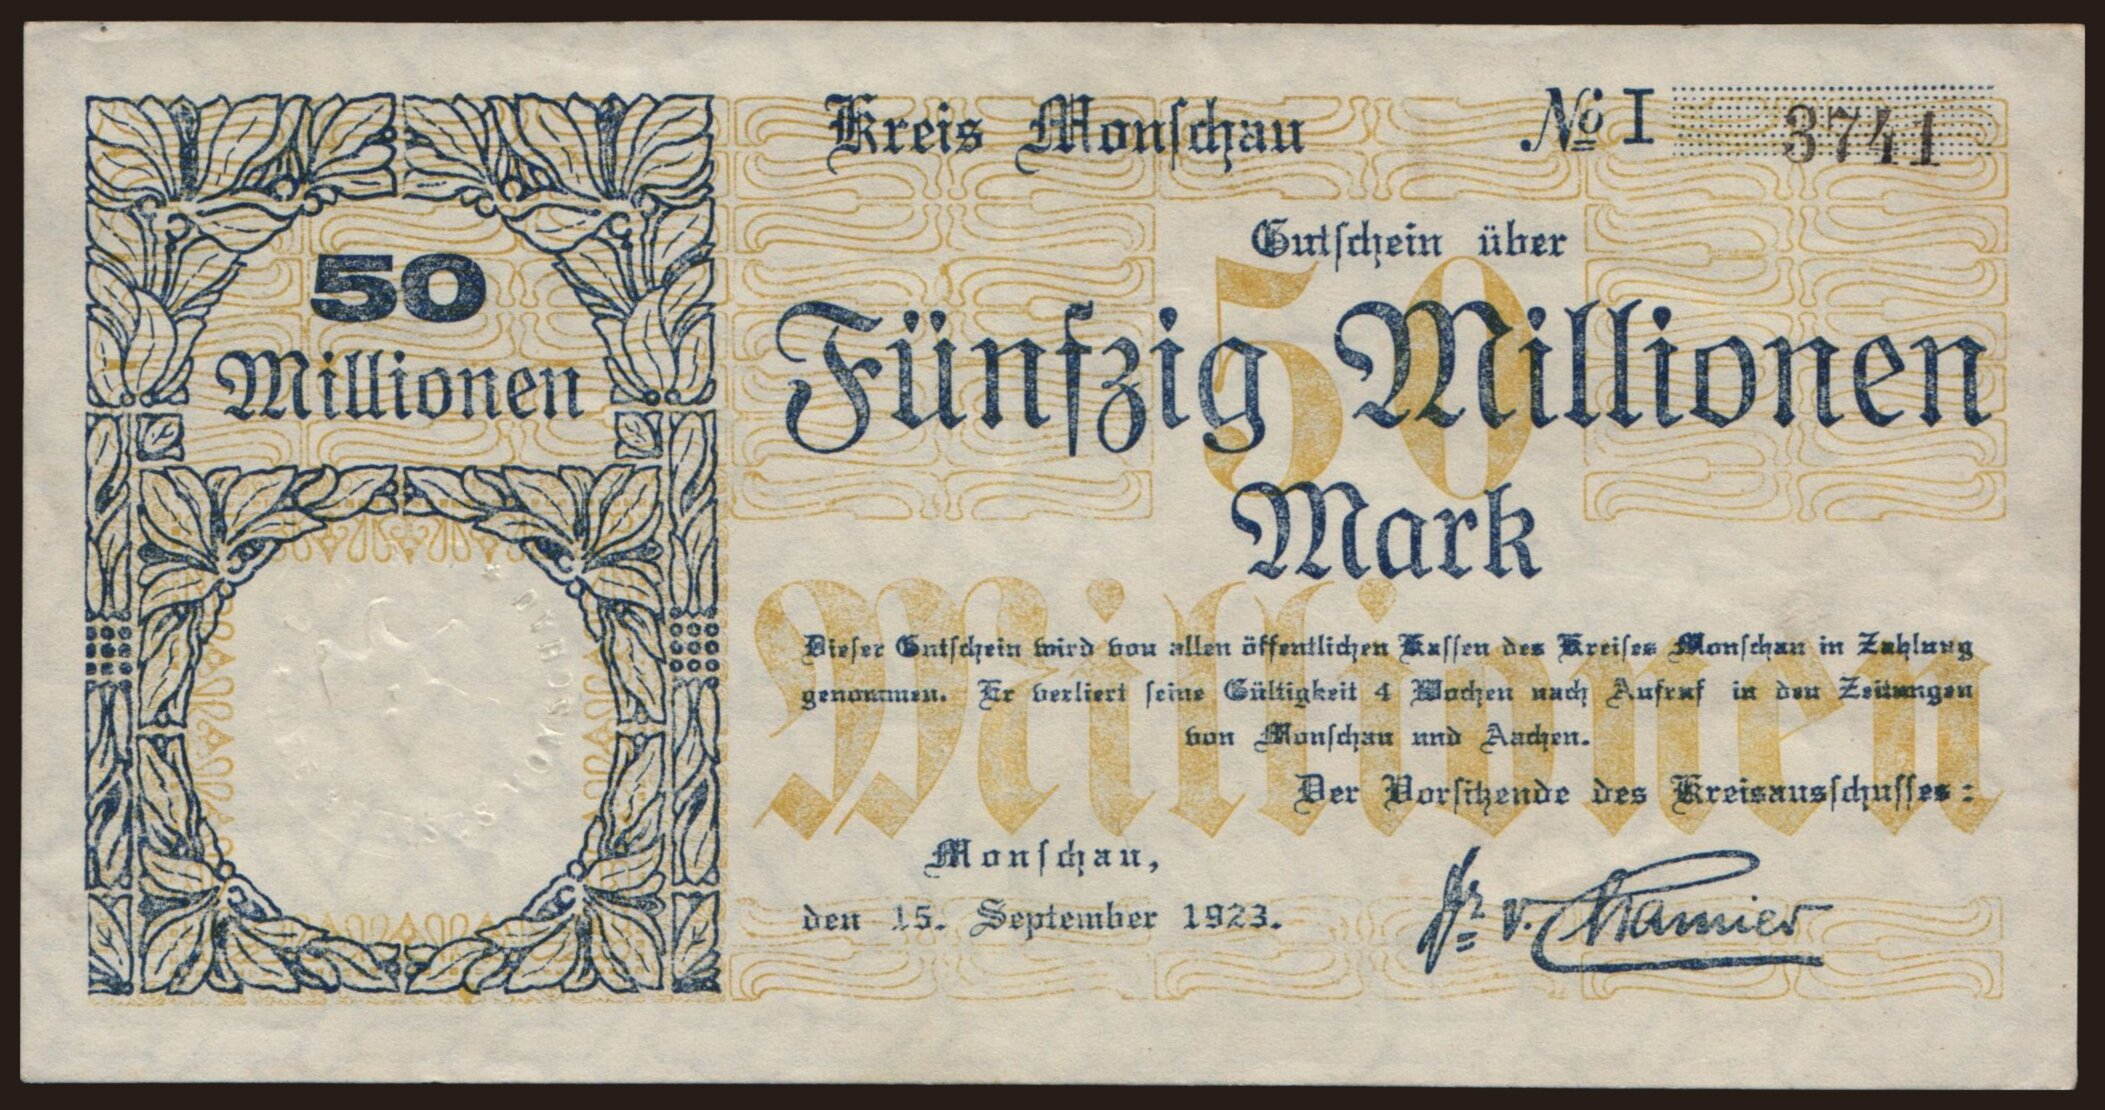 Kreis Monschau
№ I 3741
50
Millionen
Gutschein über
50
Fünfzig Millionen
Mark
Millionen
Dieser Gutschein wird von allen öffentlichen Kassen des Kreises Monschau in Zahlung
genommen. Er verliert seine Gültigkeit 4 Wochen nach Aufruf in den Zeitungen
von Monschau und Aachen.
Der Vorsitzende des Kreisausschusses:
Monschau,
den 15. September 1923.
MONSCHAU